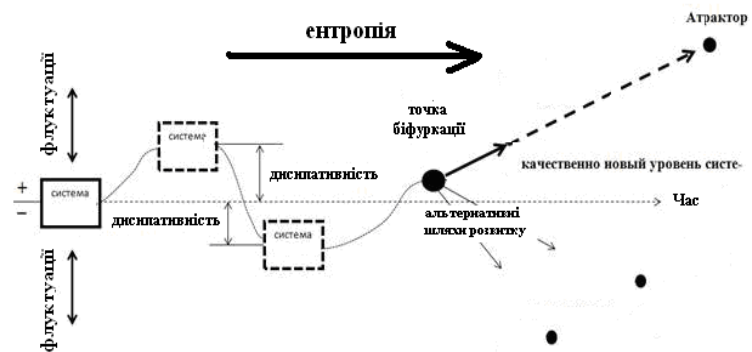 Атрактор
ентропія
флуктуації
точка
біфуркації
система
качественно новый уровень систе-
дисипативність
+
система
–
дисипативність
Час
альтернативні
шляхи розвитку
система
флуктуації